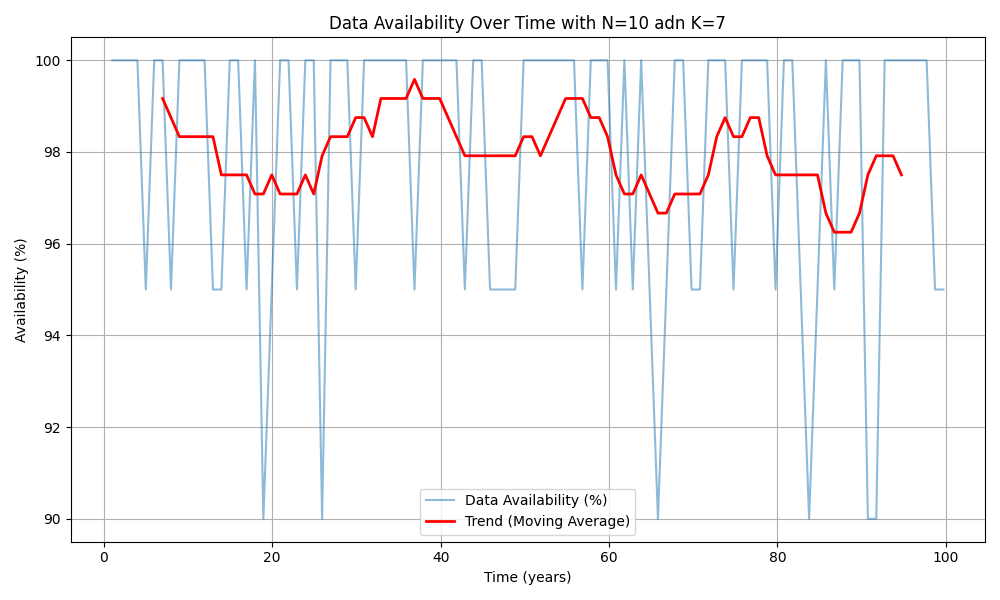 Data Availability Over Time with N=10 adn K=7
100
98
96
94
92
90
Availability (%)
Data Availability (%)
Trend (Moving Average)
0 20 40 60 80 100
Time (years)